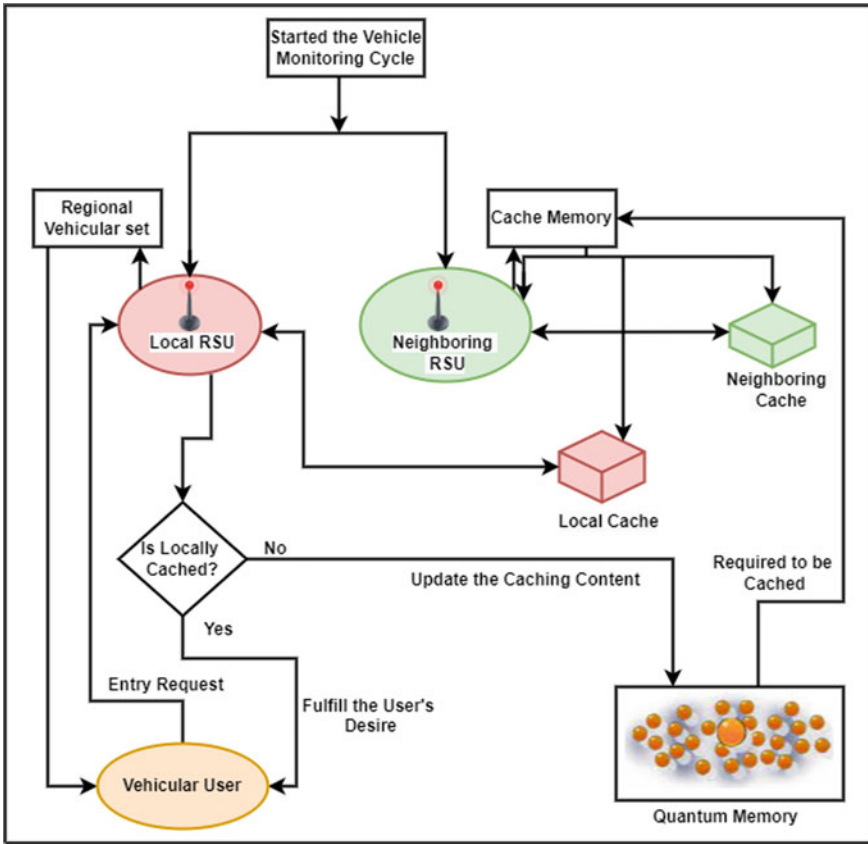 Started the Vehicle
Monitoring Cycle
Regional
Vehicular set
Cache Memory
Local RSU
Neighboring
RSU
Neighboring
Cache
Local Cache
Is Locally
Cached?
No
Update the Caching Content
Required to be
Cached
Yes
Entry Request
Fulfill the User's
Desire
Vehicular User
Quantum Memory